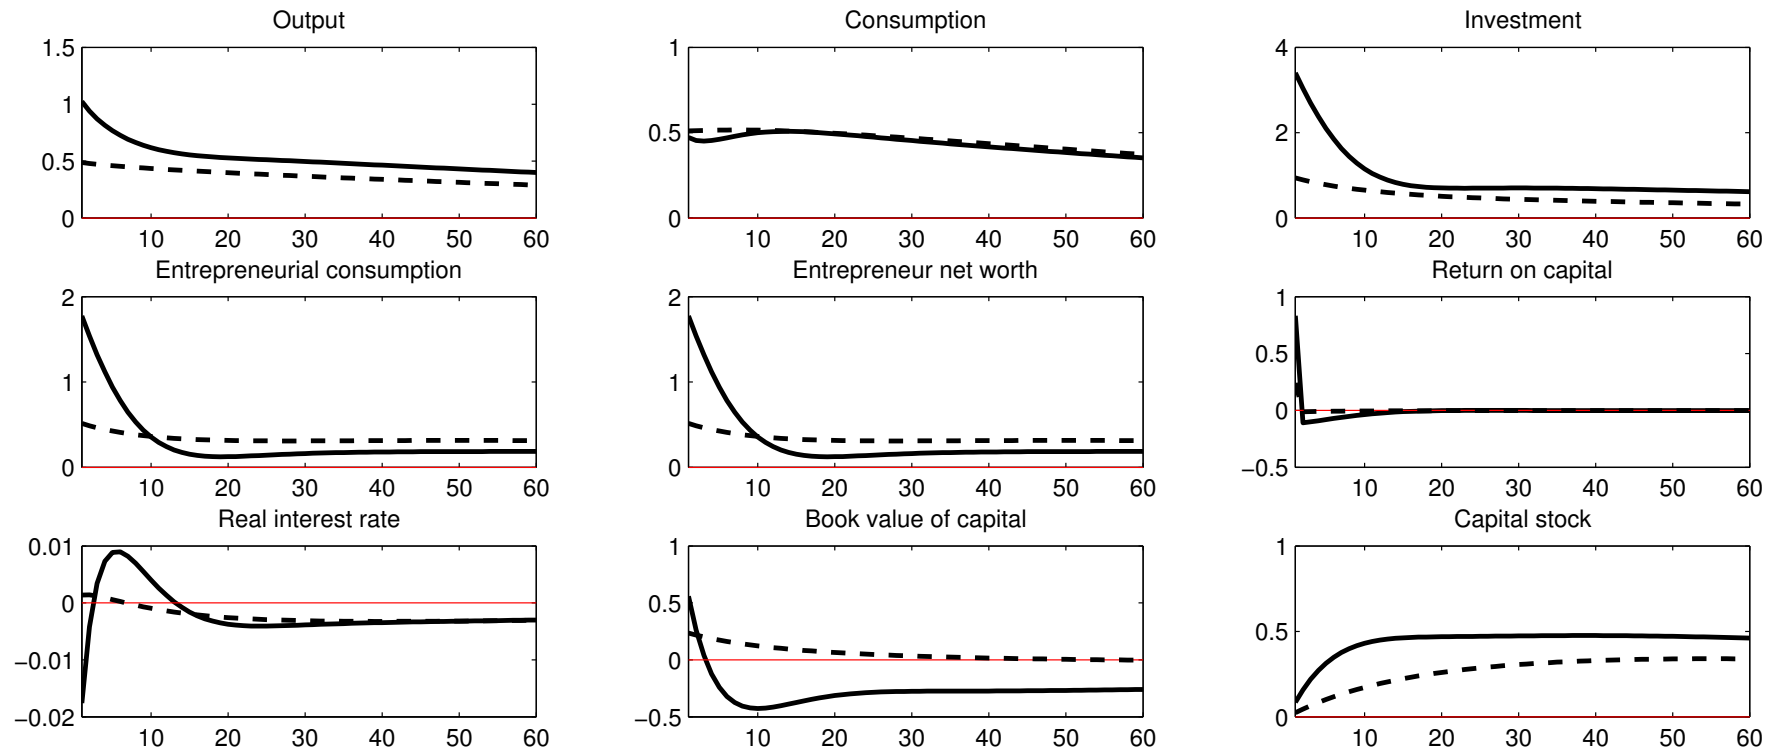 Output
1.5
1
0.5
0
10 20 30 40 50 60
Consumption
1
0.5
0
10 20 30 40 50 60
Investment
4
2
0
10 20 30 40 50 60
Entrepreneurial consumption
2
1
0
10 20 30 40 50 60
Entrepreneur net worth
2
1
0
10 20 30 40 50 60
Return on capital
1
0.5
0
−0.5
10 20 30 40 50 60
Real interest rate
0.01
0
−0.01
−0.02
10 20 30 40 50 60
Book value of capital
1
0.5
0
−0.5
10 20 30 40 50 60
Capital stock
1
0.5
0
10 20 30 40 50 60